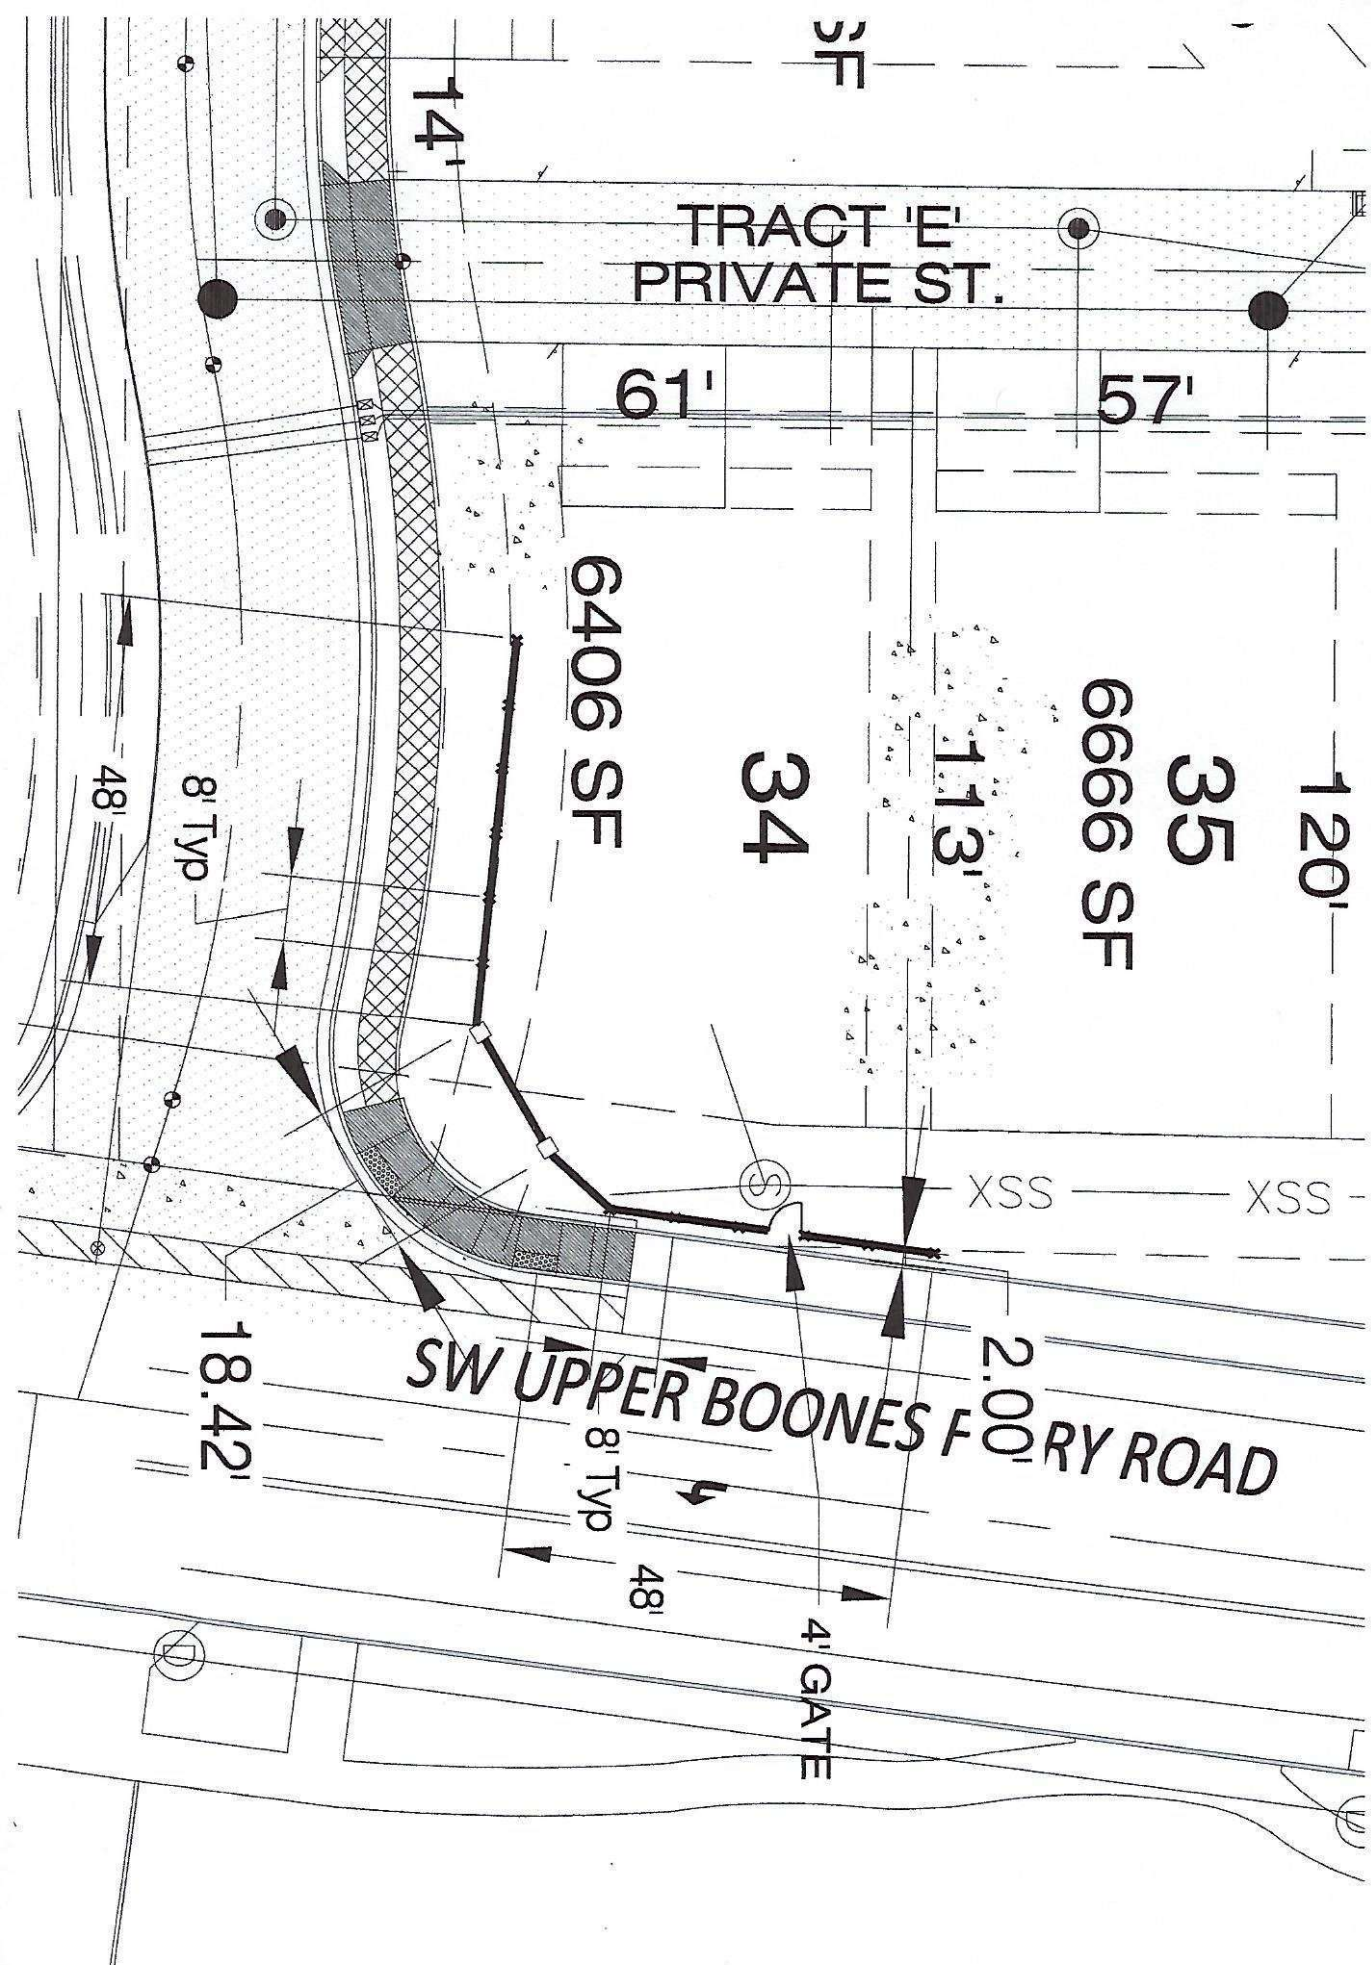 SF
14'
TRACT 'E'
PRIVATE ST.
61'
57'
6406 SF
34
113'
6666 SF
35
120'
48'
8' Typ
S
XSS
XSS
18.42'
SW UPPER BOONES F RY ROAD
2.00'
8' Typ
48'
4' GATE
D